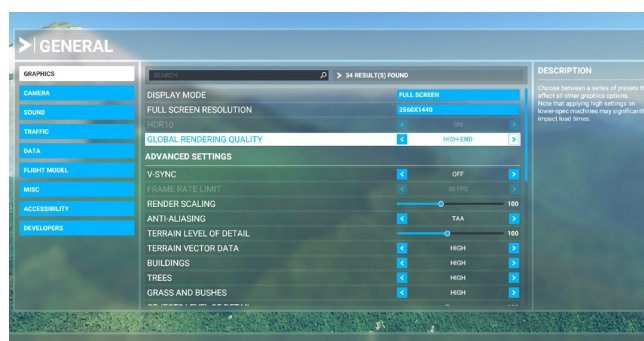 > GENERAL
GRAPHICS
CAMERA
SOUND
TRAFFIC
DATA
FLIGHT MODEL
MISC
ACCESSIBILITY
DEVELOPERS
SEARCH > 34 RESULT(S) FOUND
DISPLAY MODE FULL SCREEN
FULL SCREEN RESOLUTION 2560X1440
HDR10 < ON >
GLOBAL RENDERING QUALITY < HIGH-END >
ADVANCED SETTINGS
V-SYNC < OFF >
FRAME RATE LIMIT < 60 FPS >
RENDER SCALING 100
ANTI-ALIASING < TAA >
TERRAIN LEVEL OF DETAIL 100
TERRAIN VECTOR DATA < HIGH >
BUILDINGS < HIGH >
TREES < HIGH >
GRASS AND BUSHES < HIGH >
DESCRIPTION
Choose between a series of presets th
affect all other graphics options.
Note that applying high settings on
lower-spec machines may significantl
impact load times.